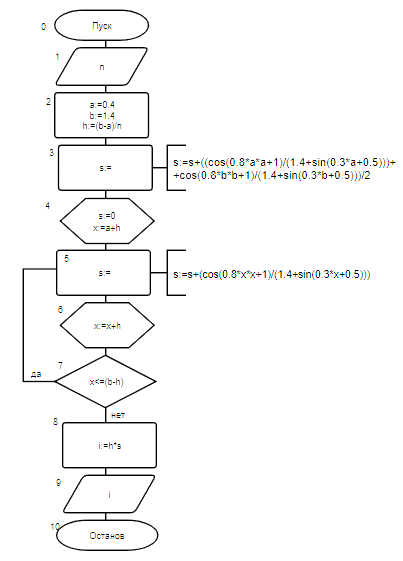 0
Пуск
1
n
2
a:=0.4
b:=1.4
h:=(b-a)/n
3
s:=
s:=s+((cos(0.8*a*a+1)/(1.4+sin(0.3*a+0.5)))+
+cos(0.8*b*b+1)/(1.4+sin(0.3*b+0.5)))/2
4
s:=0
x:=a+h
5
s:=
s:=s+(cos(0.8*x*x+1)/(1.4+sin(0.3*x+0.5)))
6
x:=x+h
7
x<=(b-h)
да
нет
8
i:=h*s
9
i
10
Останов